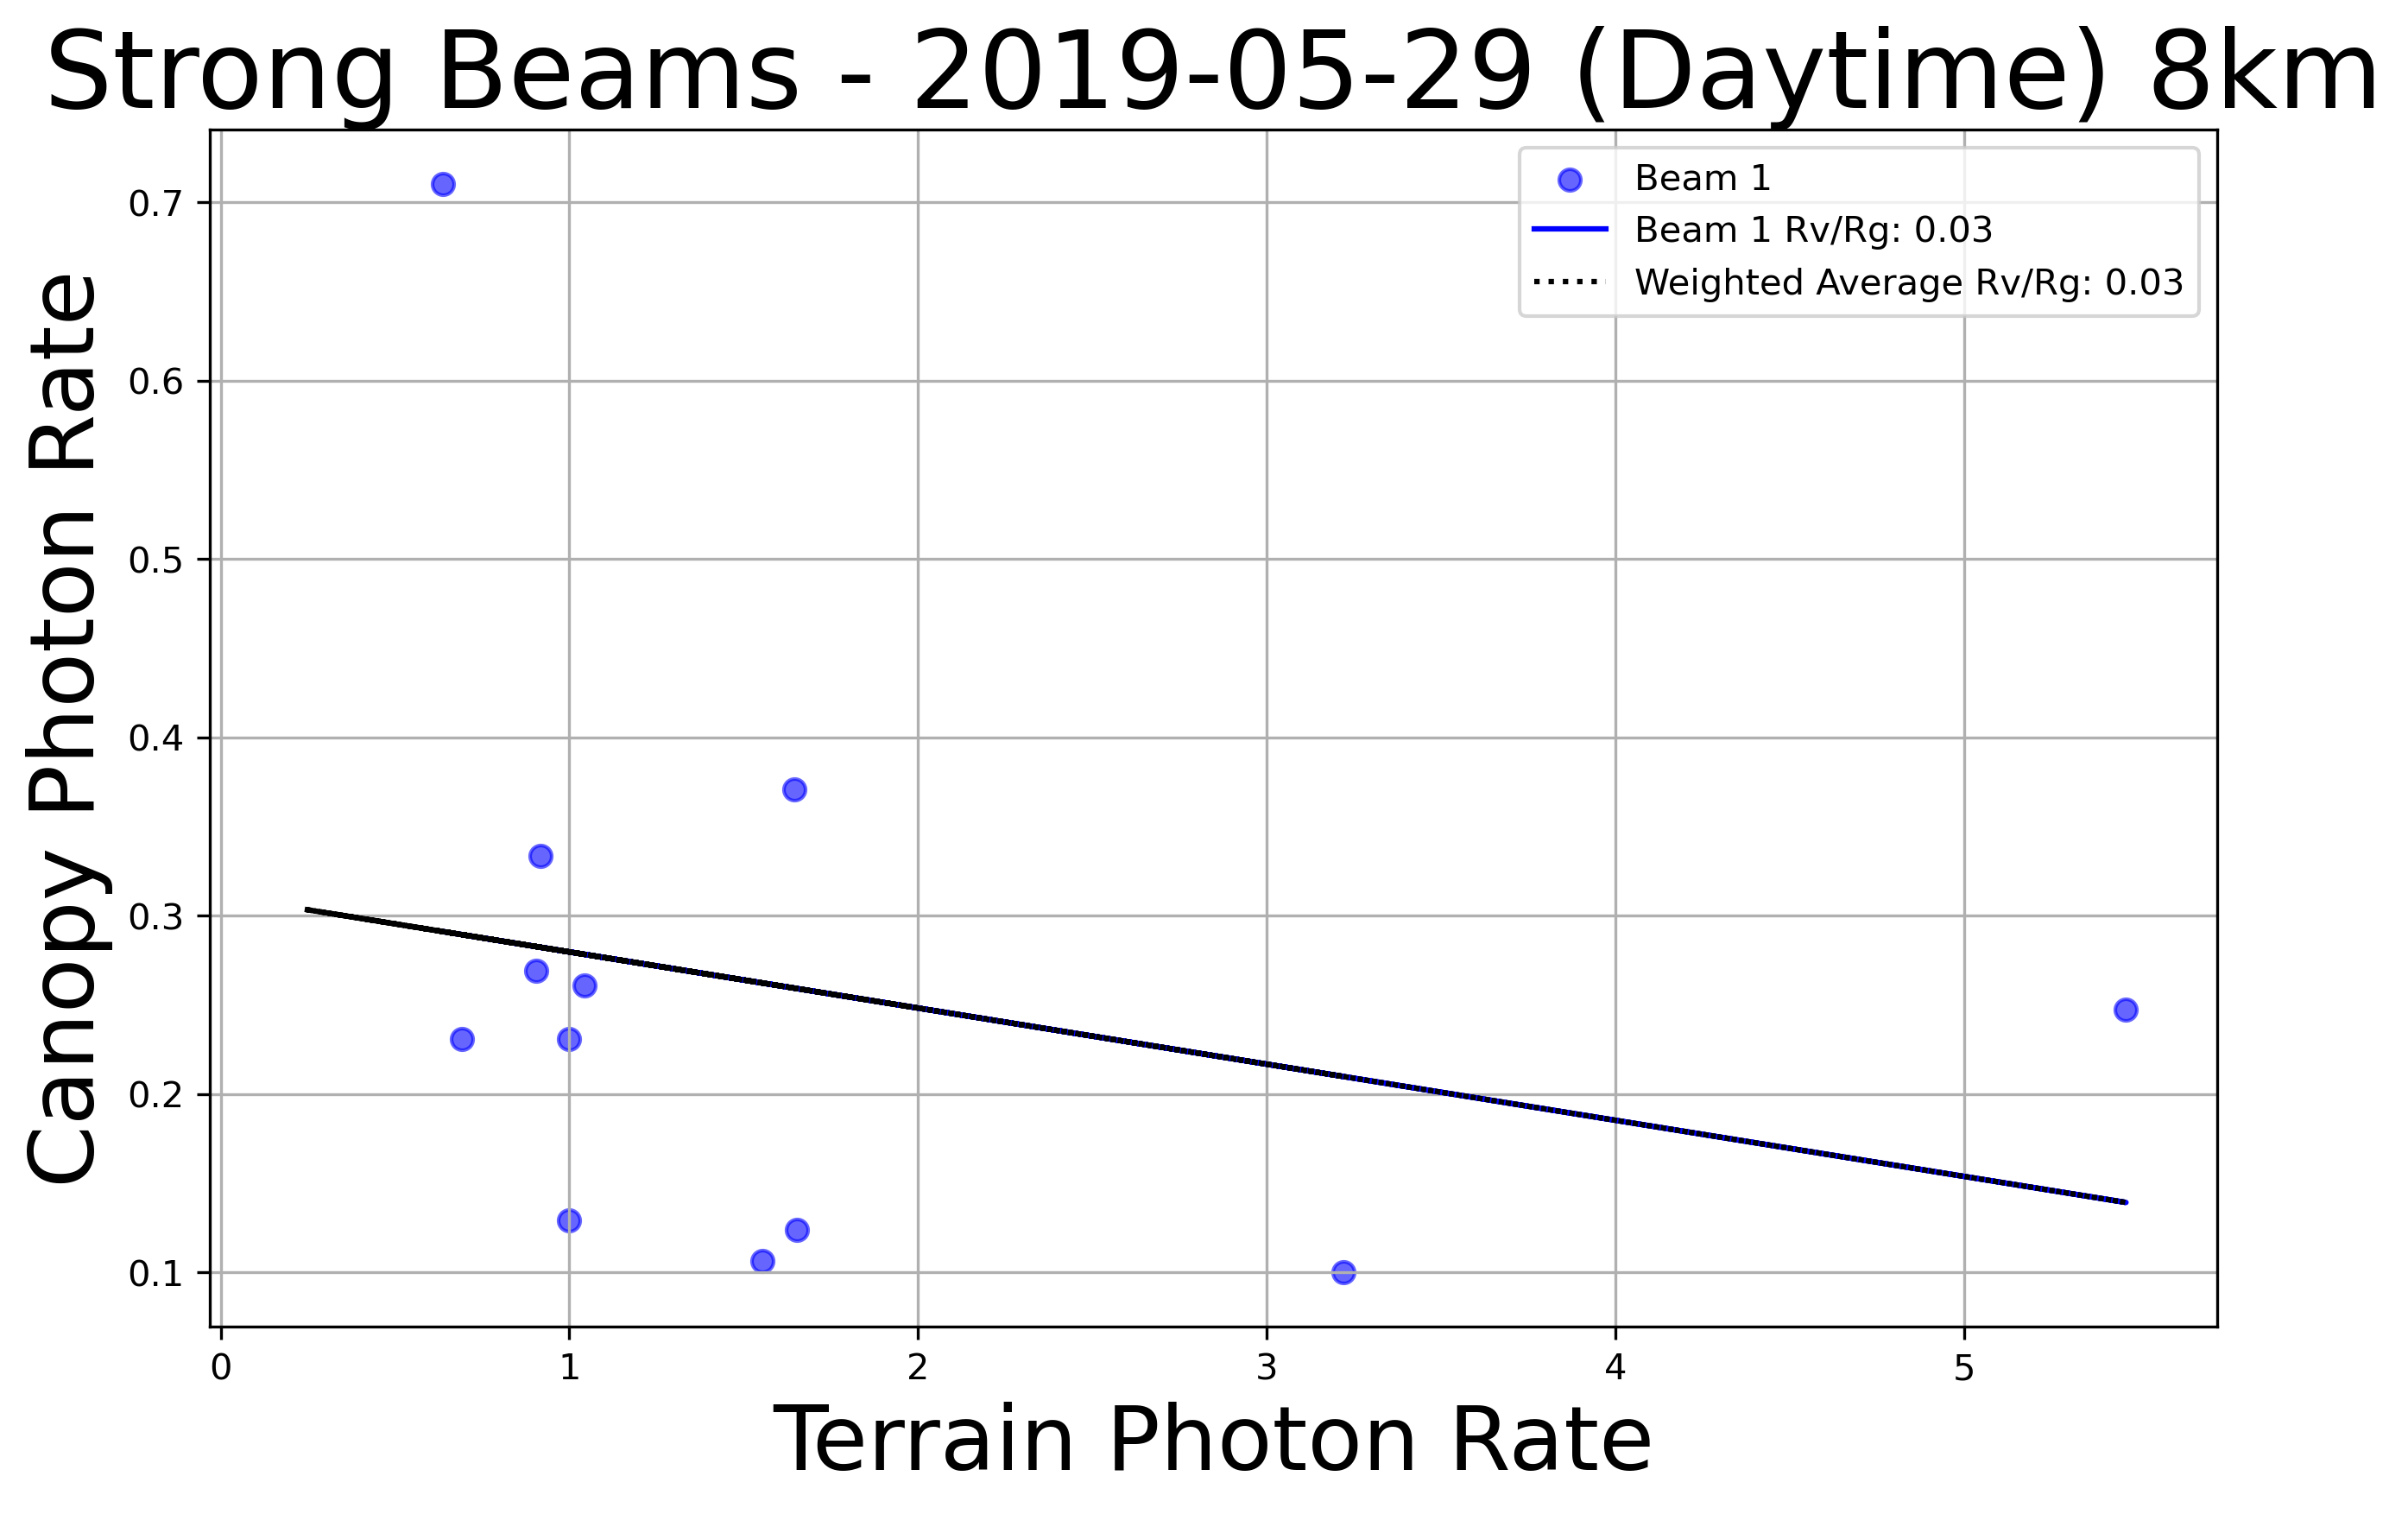 Strong Beams - 2019-05-29 (Daytime) 8km
Beam 1
Beam 1 Rv/Rg: 0.03
Weighted Average Rv/Rg: 0.03
Canopy Photon Rate
0.7
0.6
0.5
0.4
0.3
0.2
0.1
0 1 2 3 4 5
Terrain Photon Rate